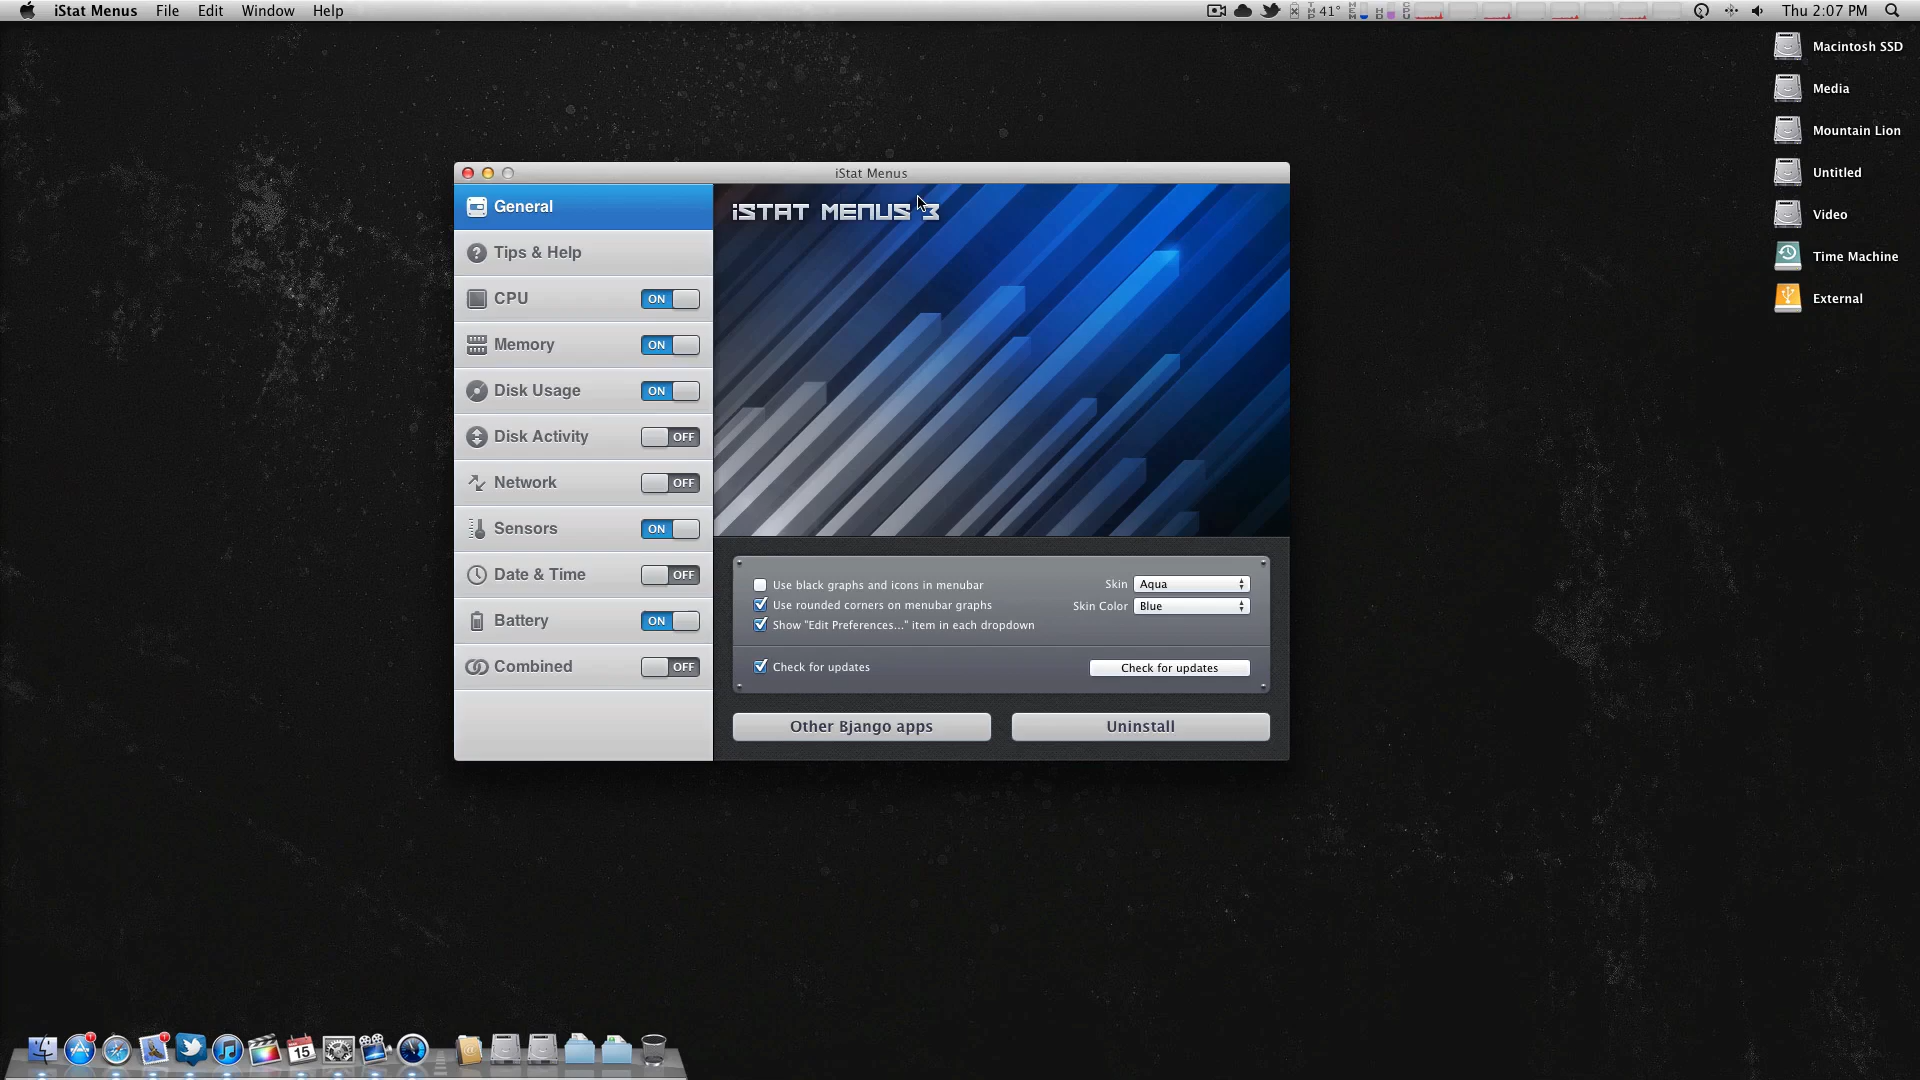 iStat Menus File Edit Window Help
41° Thu 2:07 PM
Macintosh SSD
Media
Mountain Lion
Untitled
Video
Time Machine
External
iStat Menus
General
Tips & Help
CPU ON
Memory ON
Disk Usage ON
Disk Activity OFF
Network OFF
Sensors ON
Date & Time OFF
Battery ON
Combined OFF
iSTAT MENUS 3
Use black graphs and icons in menubar
Use rounded corners on menubar graphs
Show "Edit Preferences..." item in each dropdown
Skin Aqua
Skin Color Blue
Check for updates
Check for updates
Other Bjango apps
Uninstall
15